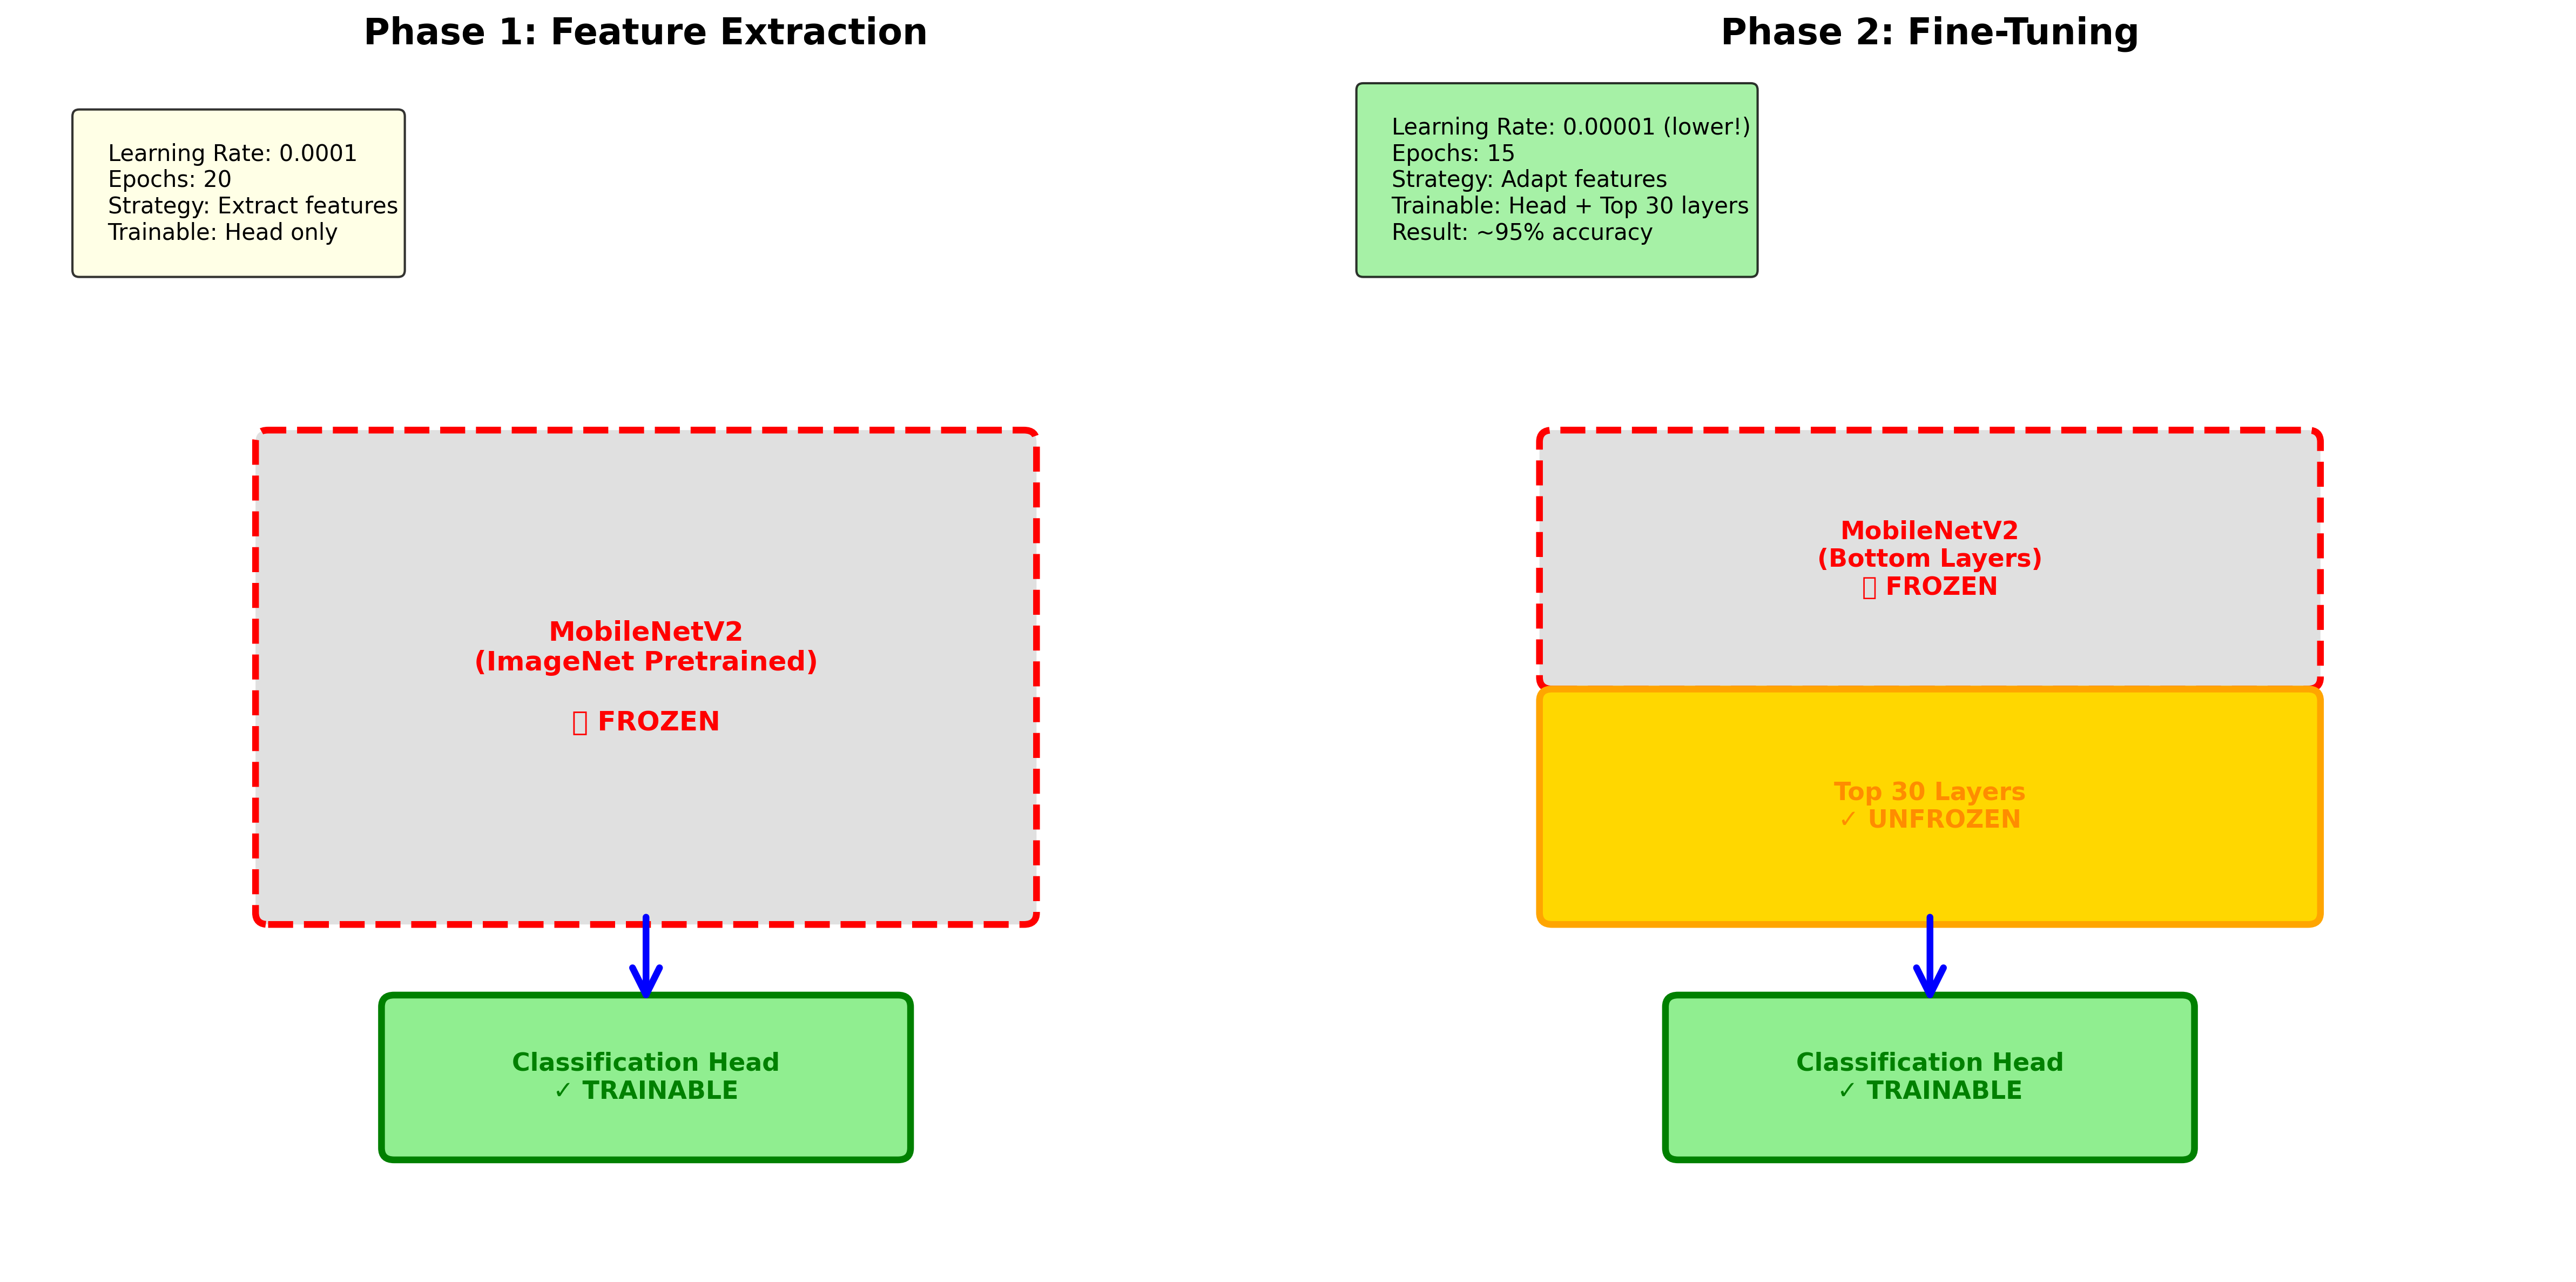 Phase 1: Feature Extraction
Learning Rate: 0.0001
Epochs: 20
Strategy: Extract features
Trainable: Head only
MobileNetV2
(ImageNet Pretrained)
▯ FROZEN
Classification Head
✓ TRAINABLE
Phase 2: Fine-Tuning
Learning Rate: 0.00001 (lower!)
Epochs: 15
Strategy: Adapt features
Trainable: Head + Top 30 layers
Result: ~95% accuracy
MobileNetV2
(Bottom Layers)
▯ FROZEN
Top 30 Layers
✓ UNFROZEN
Classification Head
✓ TRAINABLE